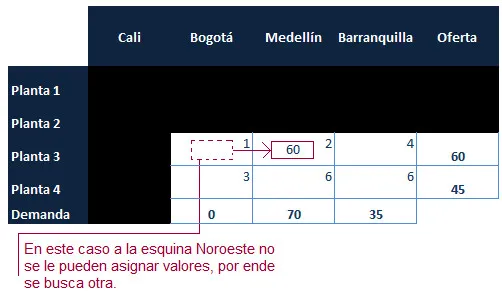 Cali Bogotá Medellín Barranquilla Oferta
Planta 1
Planta 2
Planta 3 1 60 2 4 60
Planta 4 3 6 6 45
Demanda 0 70 35
En este caso a la esquina Noroeste no
se le pueden asignar valores, por ende
se busca otra.